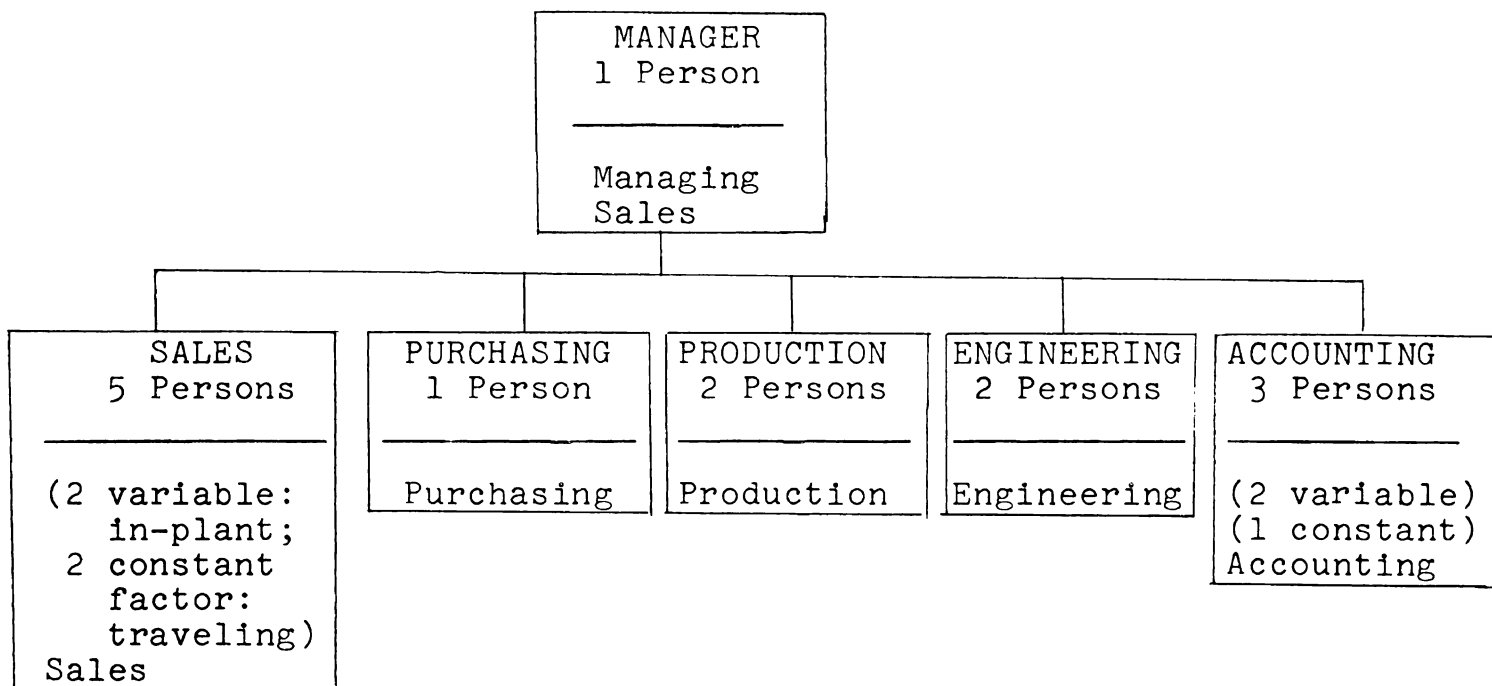 MANAGER
1 Person
Managing
Sales
SALES
5 Persons
(2 variable:
in-plant;
2 constant
factor:
traveling)
Sales
PURCHASING
1 Person
Purchasing
PRODUCTION
2 Persons
Production
ENGINEERING
2 Persons
Engineering
ACCOUNTING
3 Persons
(2 variable)
(1 constant)
Accounting